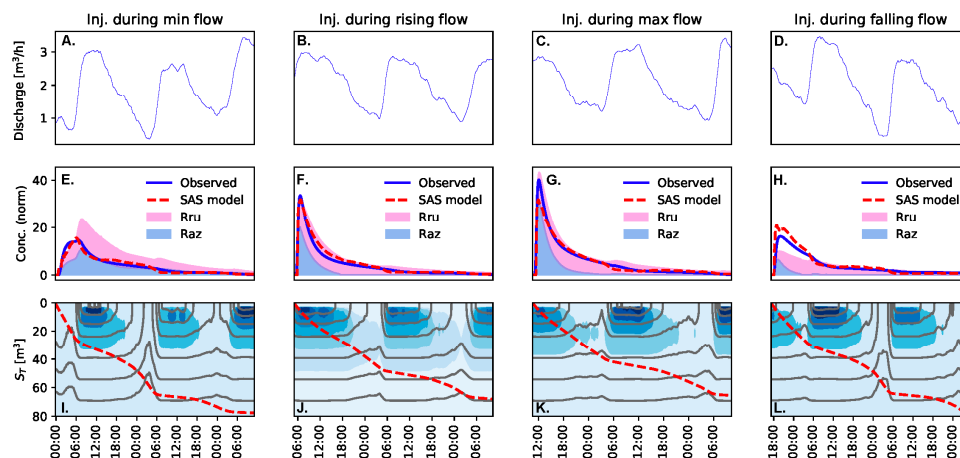 Inj. during min flow
Inj. during rising flow
Inj. during max flow
Inj. during falling flow
Discharge [m³/h]
3
2
1
A.
B.
C.
D.
Conc. (norm)
40
20
0
E.
Observed
SAS model
Rru
Raz
F.
Observed
SAS model
Rru
Raz
G.
Observed
SAS model
Rru
Raz
H.
Observed
SAS model
Rru
Raz
S_T [m³]
0
20
40
60
80
I.
J.
K.
L.
00:00
06:00
12:00
18:00
00:00
06:00
12:00
18:00
00:00
06:00
06:00
12:00
18:00
00:00
06:00
12:00
18:00
00:00
06:00
12:00
18:00
00:00
06:00
12:00
18:00
00:00
06:00
18:00
00:00
06:00
12:00
18:00
00:00
06:00
12:00
18:00
00:00